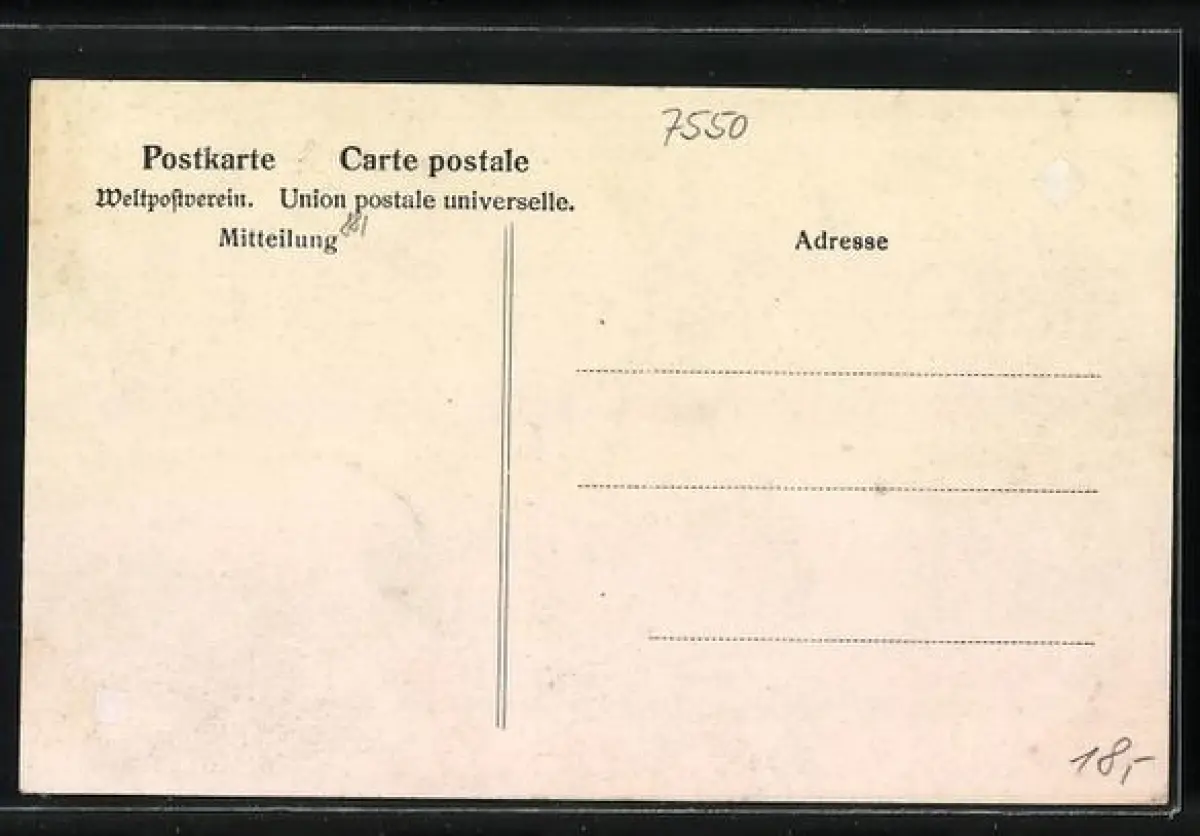 7550
Postkarte Carte postale
Weltpostverein. Union postale universelle.
Mitteilung
Adresse
18,-